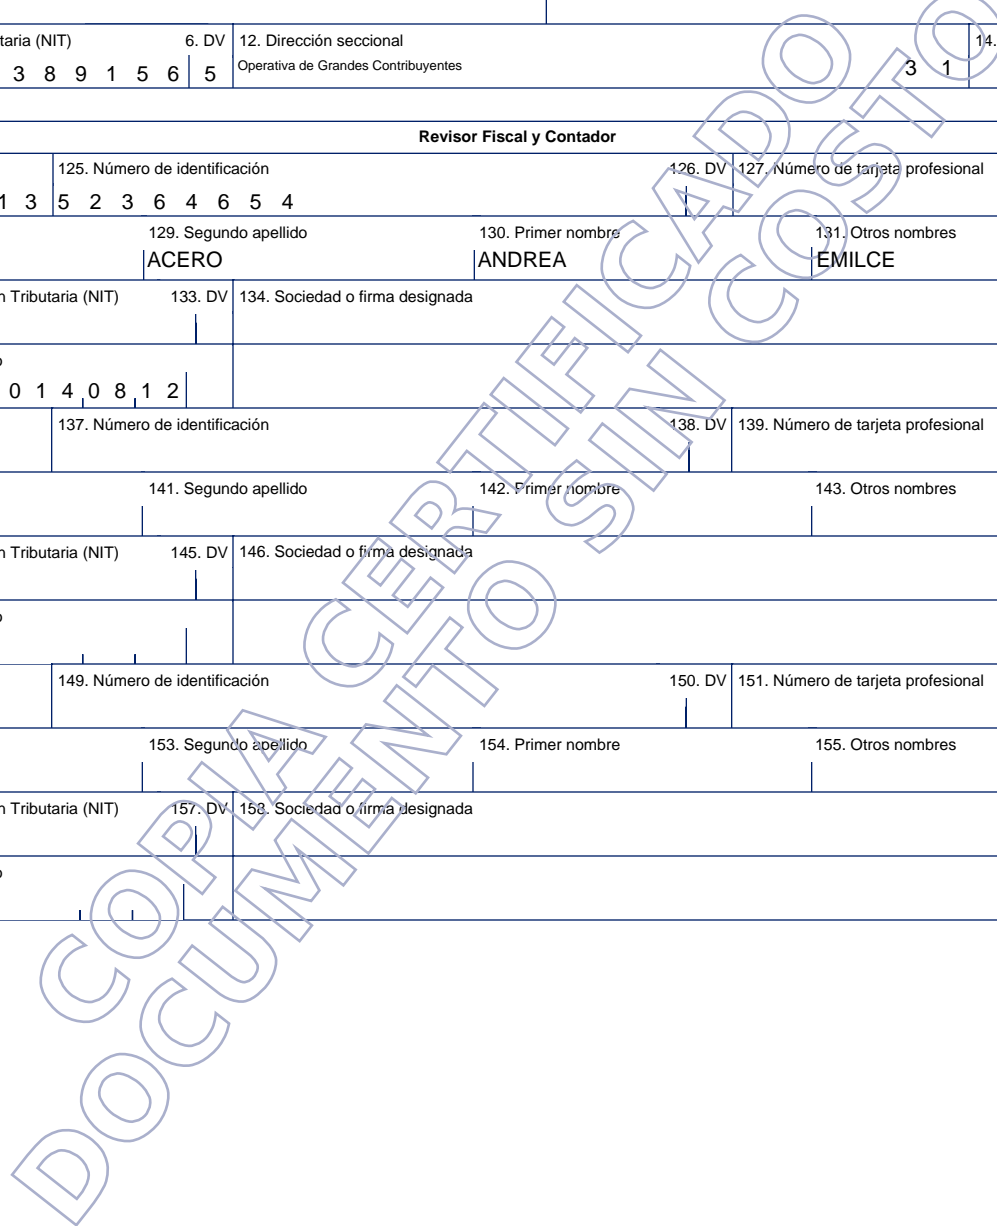 taria (NIT) 6. DV 12. Dirección seccional 14.
3 8 9 1 5 6 5 Operativa de Grandes Contribuyentes 3 1
Revisor Fiscal y Contador
125. Número de identificación 126. DV 127. Número de tarjeta profesional
1 3 5 2 3 6 4 6 5 4
129. Segundo apellido 130. Primer nombre 131. Otros nombres
ACERO ANDREA EMILCE
n Tributaria (NIT) 133. DV 134. Sociedad o firma designada
o
0 1 4 0 8 1 2
137. Número de identificación 138. DV 139. Número de tarjeta profesional
141. Segundo apellido 142. Primer nombre 143. Otros nombres
n Tributaria (NIT) 145. DV 146. Sociedad o firma designada
o
149. Número de identificación 150. DV 151. Número de tarjeta profesional
153. Segundo apellido 154. Primer nombre 155. Otros nombres
n Tributaria (NIT) 157. DV 158. Sociedad o firma designada
o
COPIA CERTIFICADO
DOCUMENTO SIN COSTO